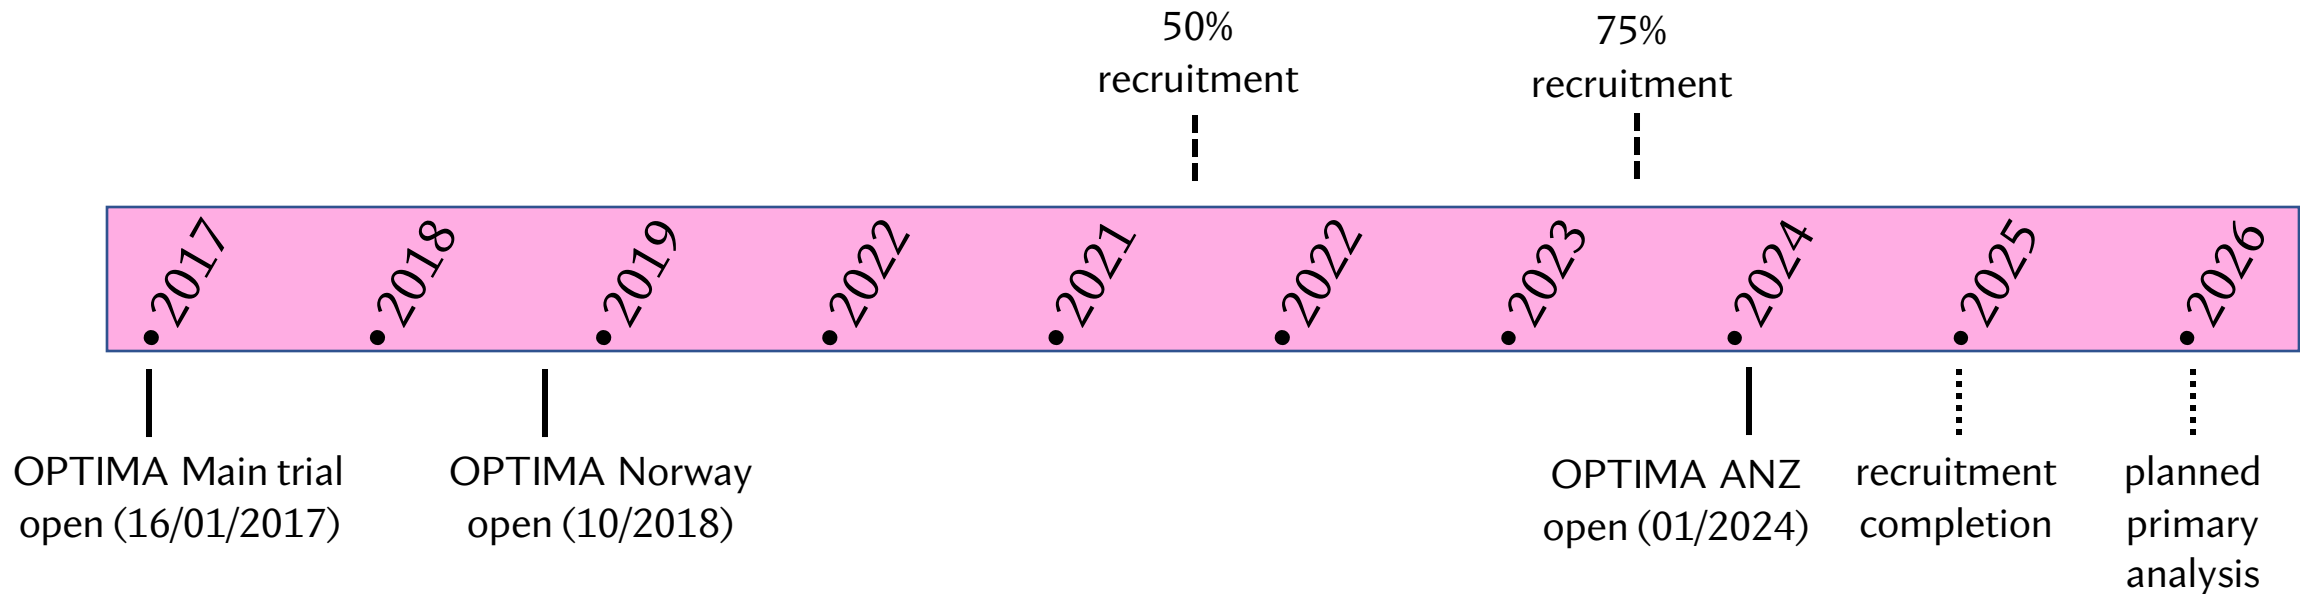 50%
recruitment
75%
recruitment
2017
2018
2019
2022
2021
2022
2023
2024
2025
2026
OPTIMA Main trial
open (16/01/2017)
OPTIMA Norway
open (10/2018)
OPTIMA ANZ
open (01/2024)
recruitment
completion
planned
primary
analysis